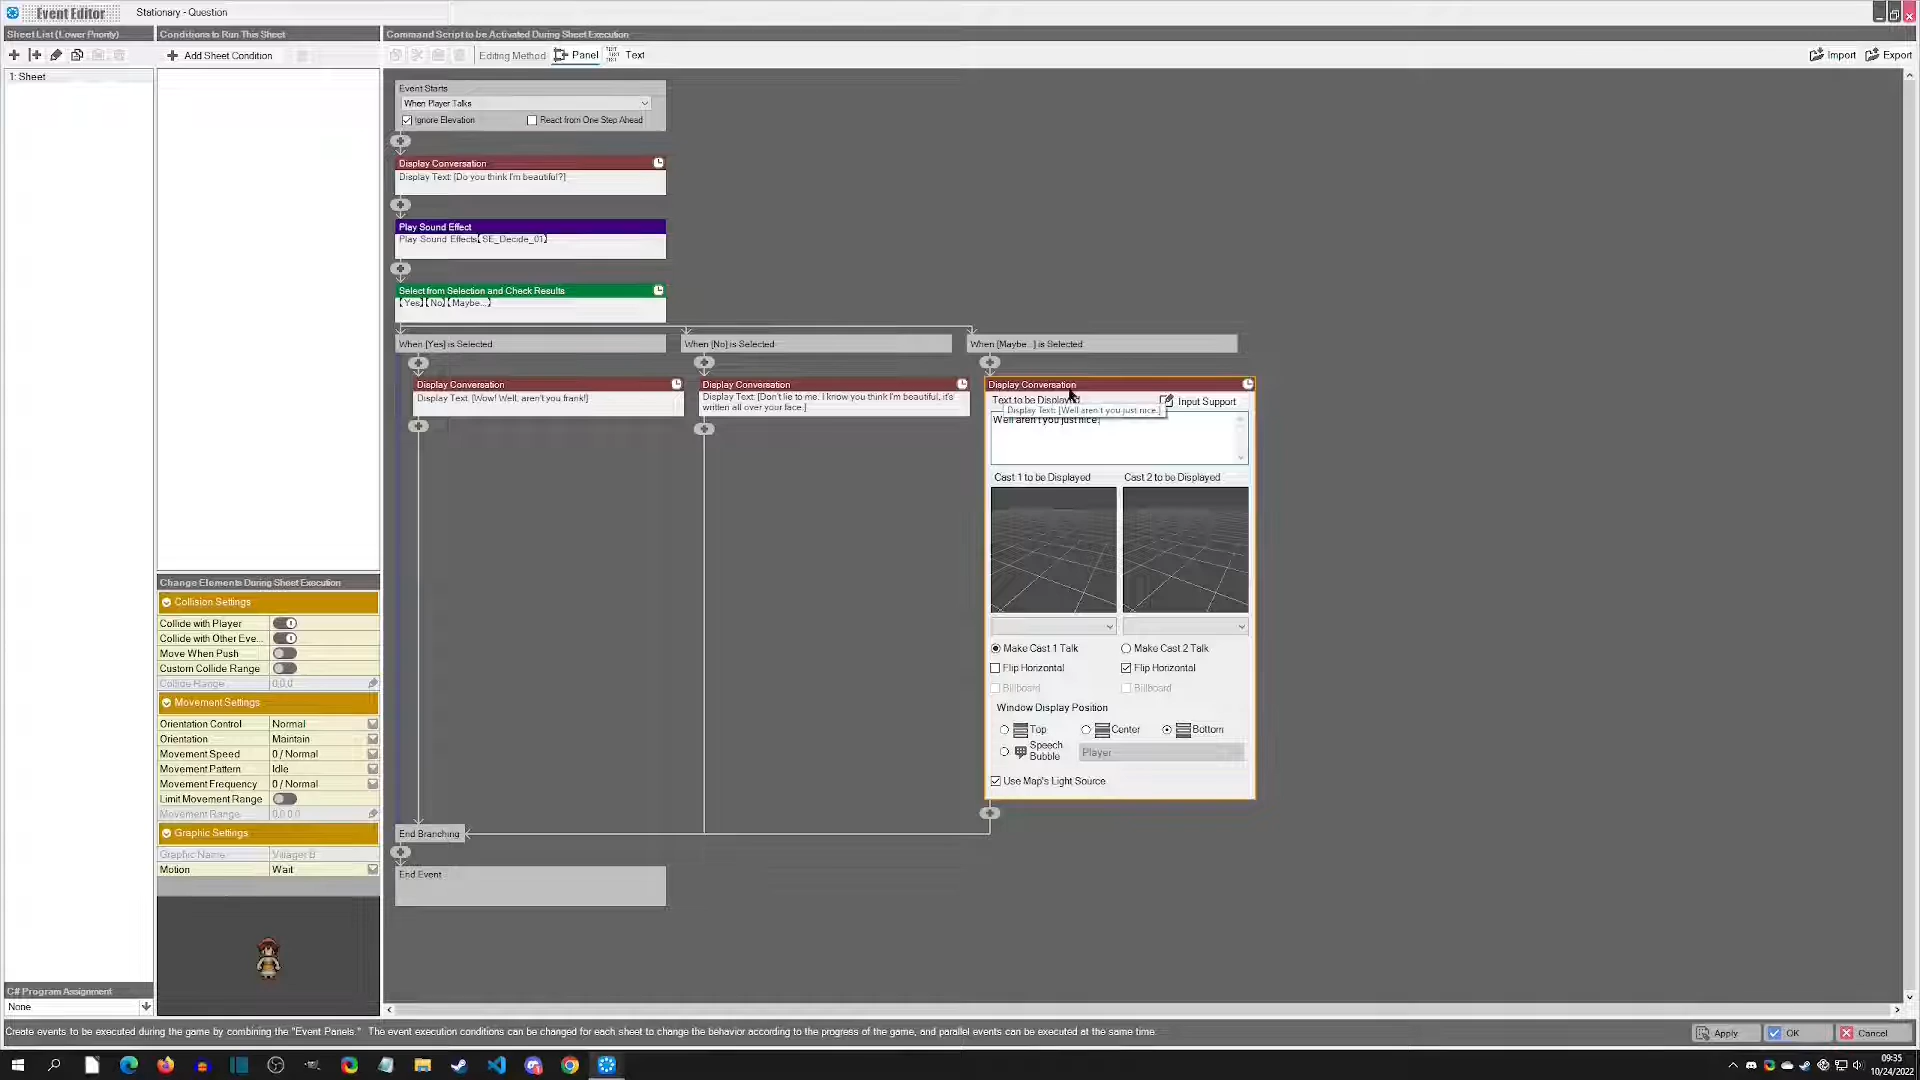 Event Editor
Stationary - Question
Sheet List (Lower Priority)
Conditions to Run This Sheet
Command Script to be Activated During Sheet Execution
Add Sheet Condition
Editing Method
Panel
Text
Import
Export
1: Sheet
Event Starts
When Player Talks
Ignore Elevation
React from One Step Ahead
Display Conversation
Display Text: [Do you think I'm beautiful?]
Play Sound Effect
Play Sound Effects【SE_Decide_01】
Select from Selection and Check Results
【Yes】【No】【Maybe...】
When [Yes] is Selected
When [No] is Selected
When [Maybe...] is Selected
Display Conversation
Display Text: [Wow! Well, aren't you frank!]
Display Conversation
Display Text: [Don't lie to me. I know you think I'm beautiful, it's
written all over your face.]
Display Conversation
Text to be Displayed
Input Support
Display Text: [Well aren't you just nice.]
Well aren't you just nice.
Cast 1 to be Displayed
Cast 2 to be Displayed
Make Cast 1 Talk
Make Cast 2 Talk
Flip Horizontal
Flip Horizontal
Billboard
Billboard
Window Display Position
Top
Center
Bottom
Speech
Bubble
Player
Use Map's Light Source
End Branching
End Event
Change Elements During Sheet Execution
Collision Settings
Collide with Player
Collide with Other Eve...
Move When Push
Custom Collide Range
Collide Range 0,0,0
Movement Settings
Orientation Control Normal
Orientation Maintain
Movement Speed 0 / Normal
Movement Pattern Idle
Movement Frequency 0 / Normal
Limit Movement Range
Movement Range 0,0,0,0
Graphic Settings
Graphic Name Villager B
Motion Wait
C# Program Assignment
None
Create events to be executed during the game by combining the "Event Panels." The event execution conditions can be changed for each sheet to change the behavior according to the progress of the game, and parallel events can be executed at the same time.
Apply
OK
Cancel
09:35
10/24/2022